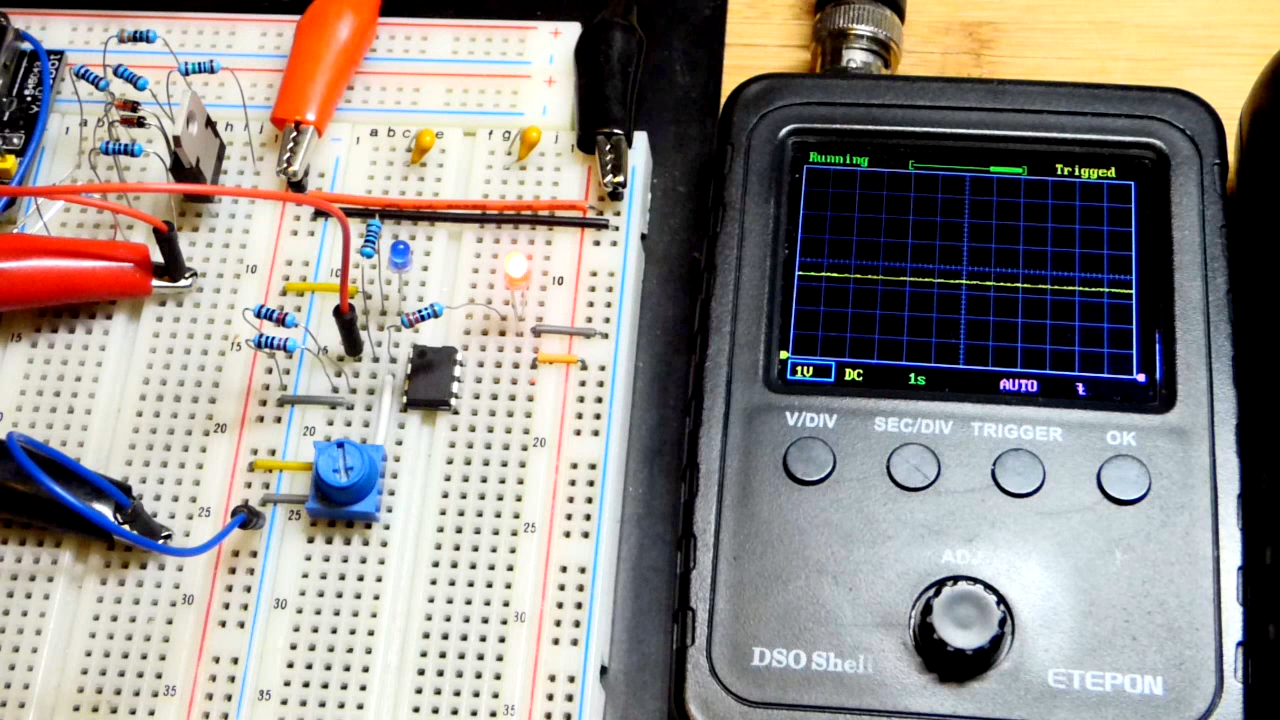 Running
Trigged
1V
DC
1s
AUTO
V/DIV
SEC/DIV
TRIGGER
OK
DSO Shell
ETEPON
+
+
-
-
a b c e
f g j
h j
1
10
10
10
15
15
20
20
20
25
25
25
30
30
30
35
35
35